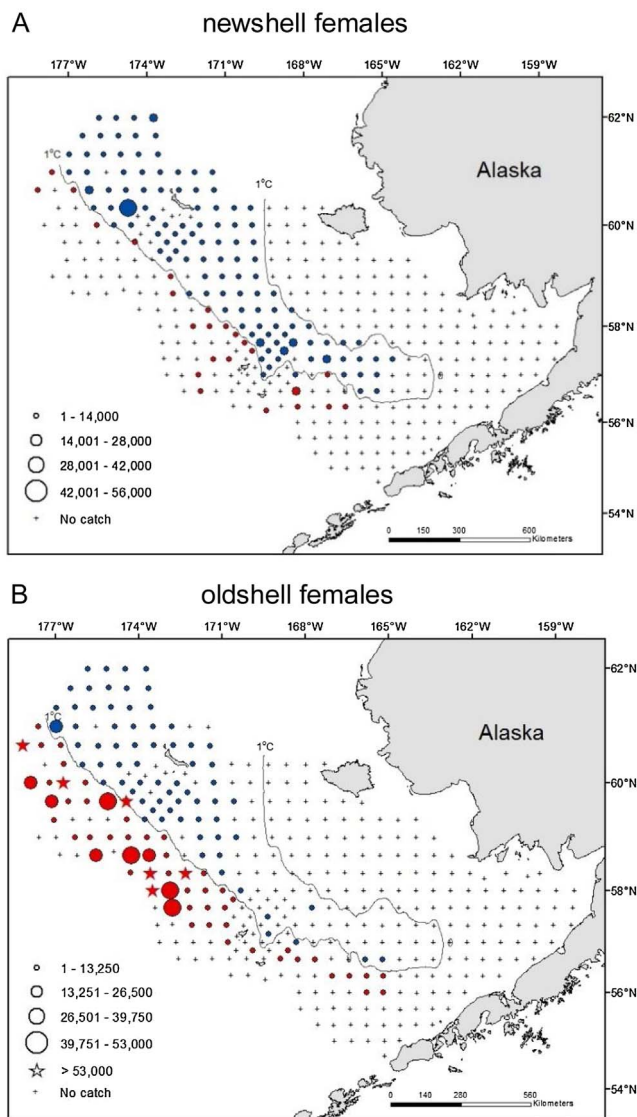 A
newshell females
177°W 174°W 171°W 168°W 165°W 162°W 159°W
62°N
1°C
1°C
Alaska
60°N
58°N
1 - 14,000
14,001 - 28,000
28,001 - 42,000
42,001 - 56,000
No catch
56°N
54°N
0 150 300 600
Kilometers
B
oldshell females
177°W 174°W 171°W 168°W 165°W 162°W 159°W
62°N
1°C
1°C
Alaska
60°N
58°N
1 - 13,250
13,251 - 26,500
26,501 - 39,750
39,751 - 53,000
> 53,000
No catch
56°N
54°N
0 140 280 560
Kilometers